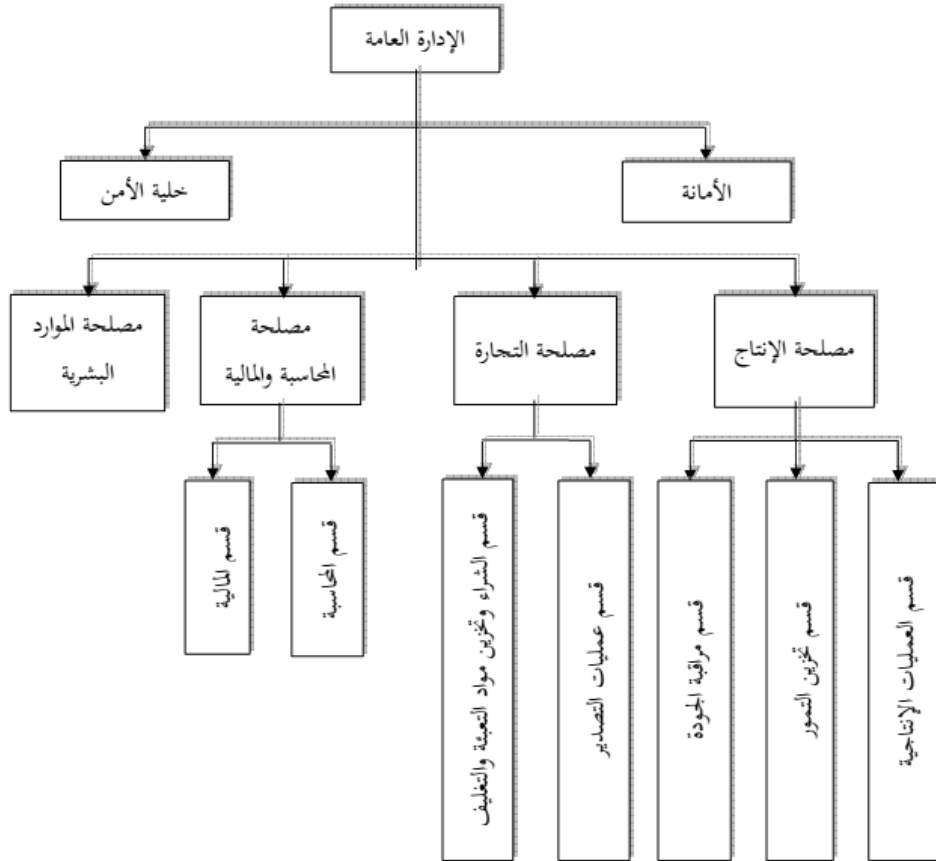 الإدارة العامة
الأمانة
خلية الأمن
مصلحة الإنتاج
مصلحة التجارة
مصلحة
المحاسبة والمالية
مصلحة الموارد
البشرية
قسم العمليات الإنتاجية
قسم تخزين التمور
قسم مراقبة الجودة
قسم عمليات التصدير
قسم الشراء وتخزين مواد التعبئة والتغليف
قسم المحاسبة
قسم المالية